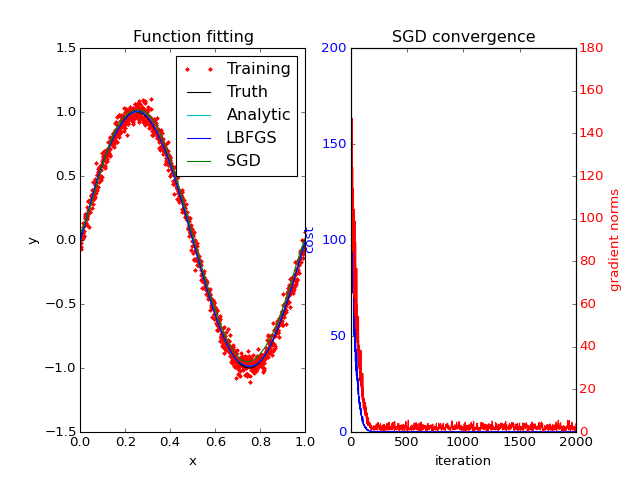 Function fitting
1.5
1.0
0.5
0.0
−0.5
−1.0
−1.5
y
0.0 0.2 0.4 0.6 0.8 1.0
x
Training
Truth
Analytic
LBFGS
SGD
SGD convergence
200
150
100
50
0
cost
180
160
140
120
100
80
60
40
20
0
gradient norms
0 500 1000 1500 2000
iteration